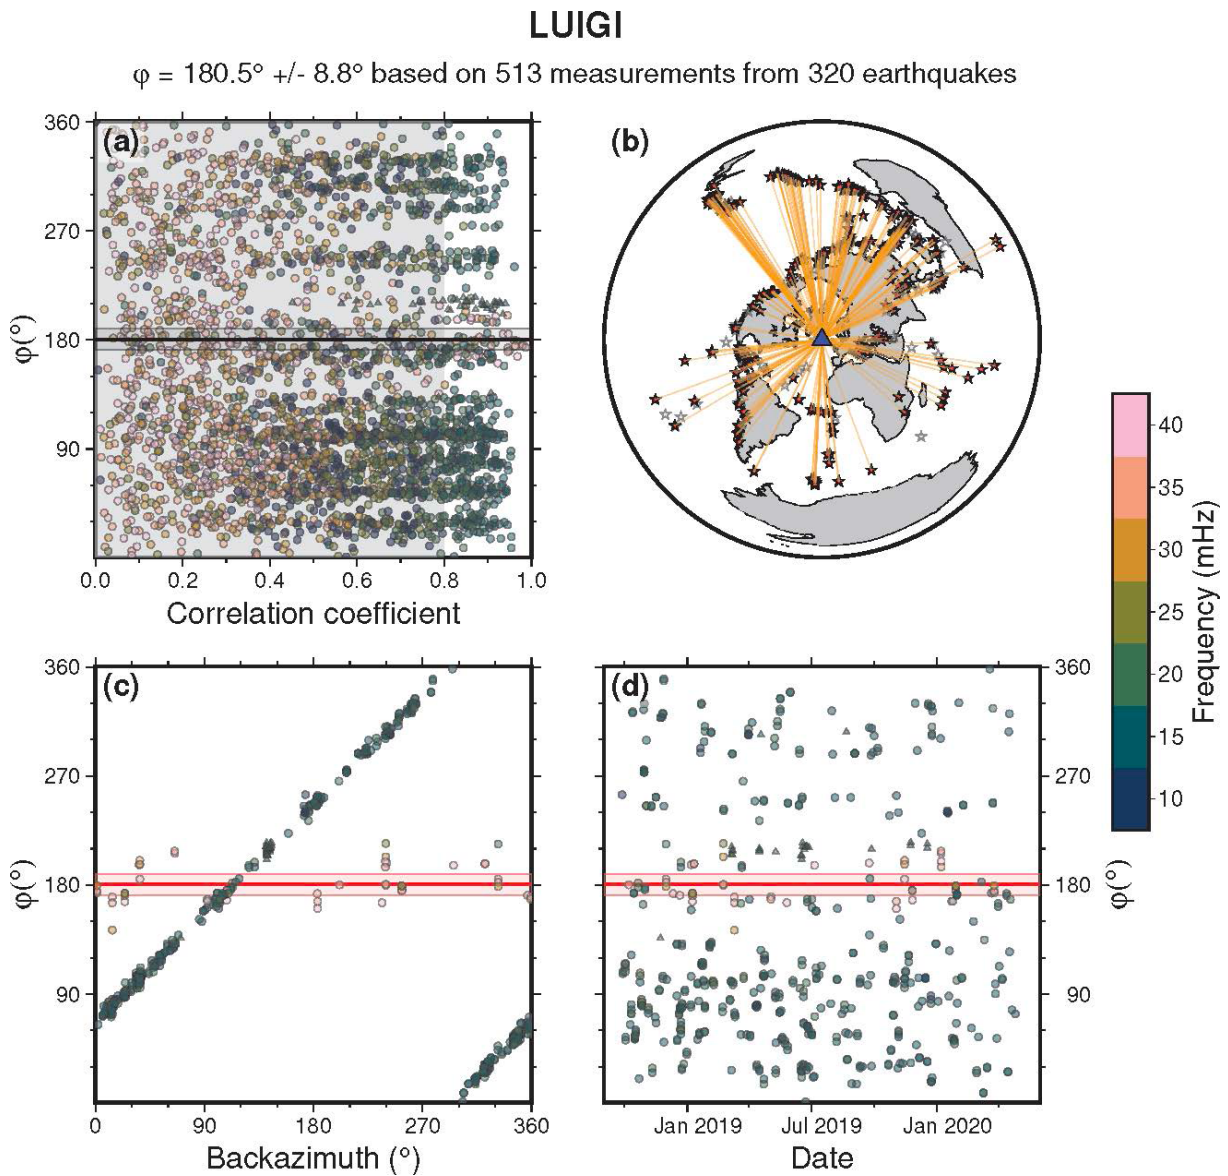 LUIGI
φ = 180.5° +/- 8.8° based on 513 measurements from 320 earthquakes
(a)
360
270
180
90
φ(°)
0.0 0.2 0.4 0.6 0.8 1.0
Correlation coefficient
(b)
40
35
30
25
20
15
10
Frequency (mHz)
(c)
360
270
180
90
φ(°)
0 90 180 270 360
Backazimuth (°)
(d)
360
270
180
90
φ(°)
Jan 2019 Jul 2019 Jan 2020
Date